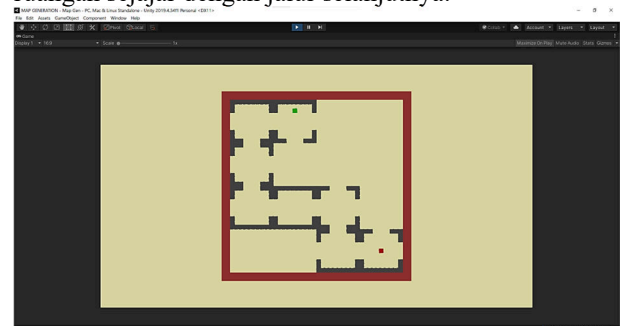 ruangan sejajar dengan jalur selanjutnya.
MAP GENERATION - Map Gen - PC, Mac & Linux Standalone - Unity 2019.4.34f1 Personal <DX11>
File Edit Assets GameObject Component Window Help
Pivot Local Collab Account Layers Layout
Game
Display 1 16:9 Scale 1x Maximize On Play Mute Audio Stats Gizmos